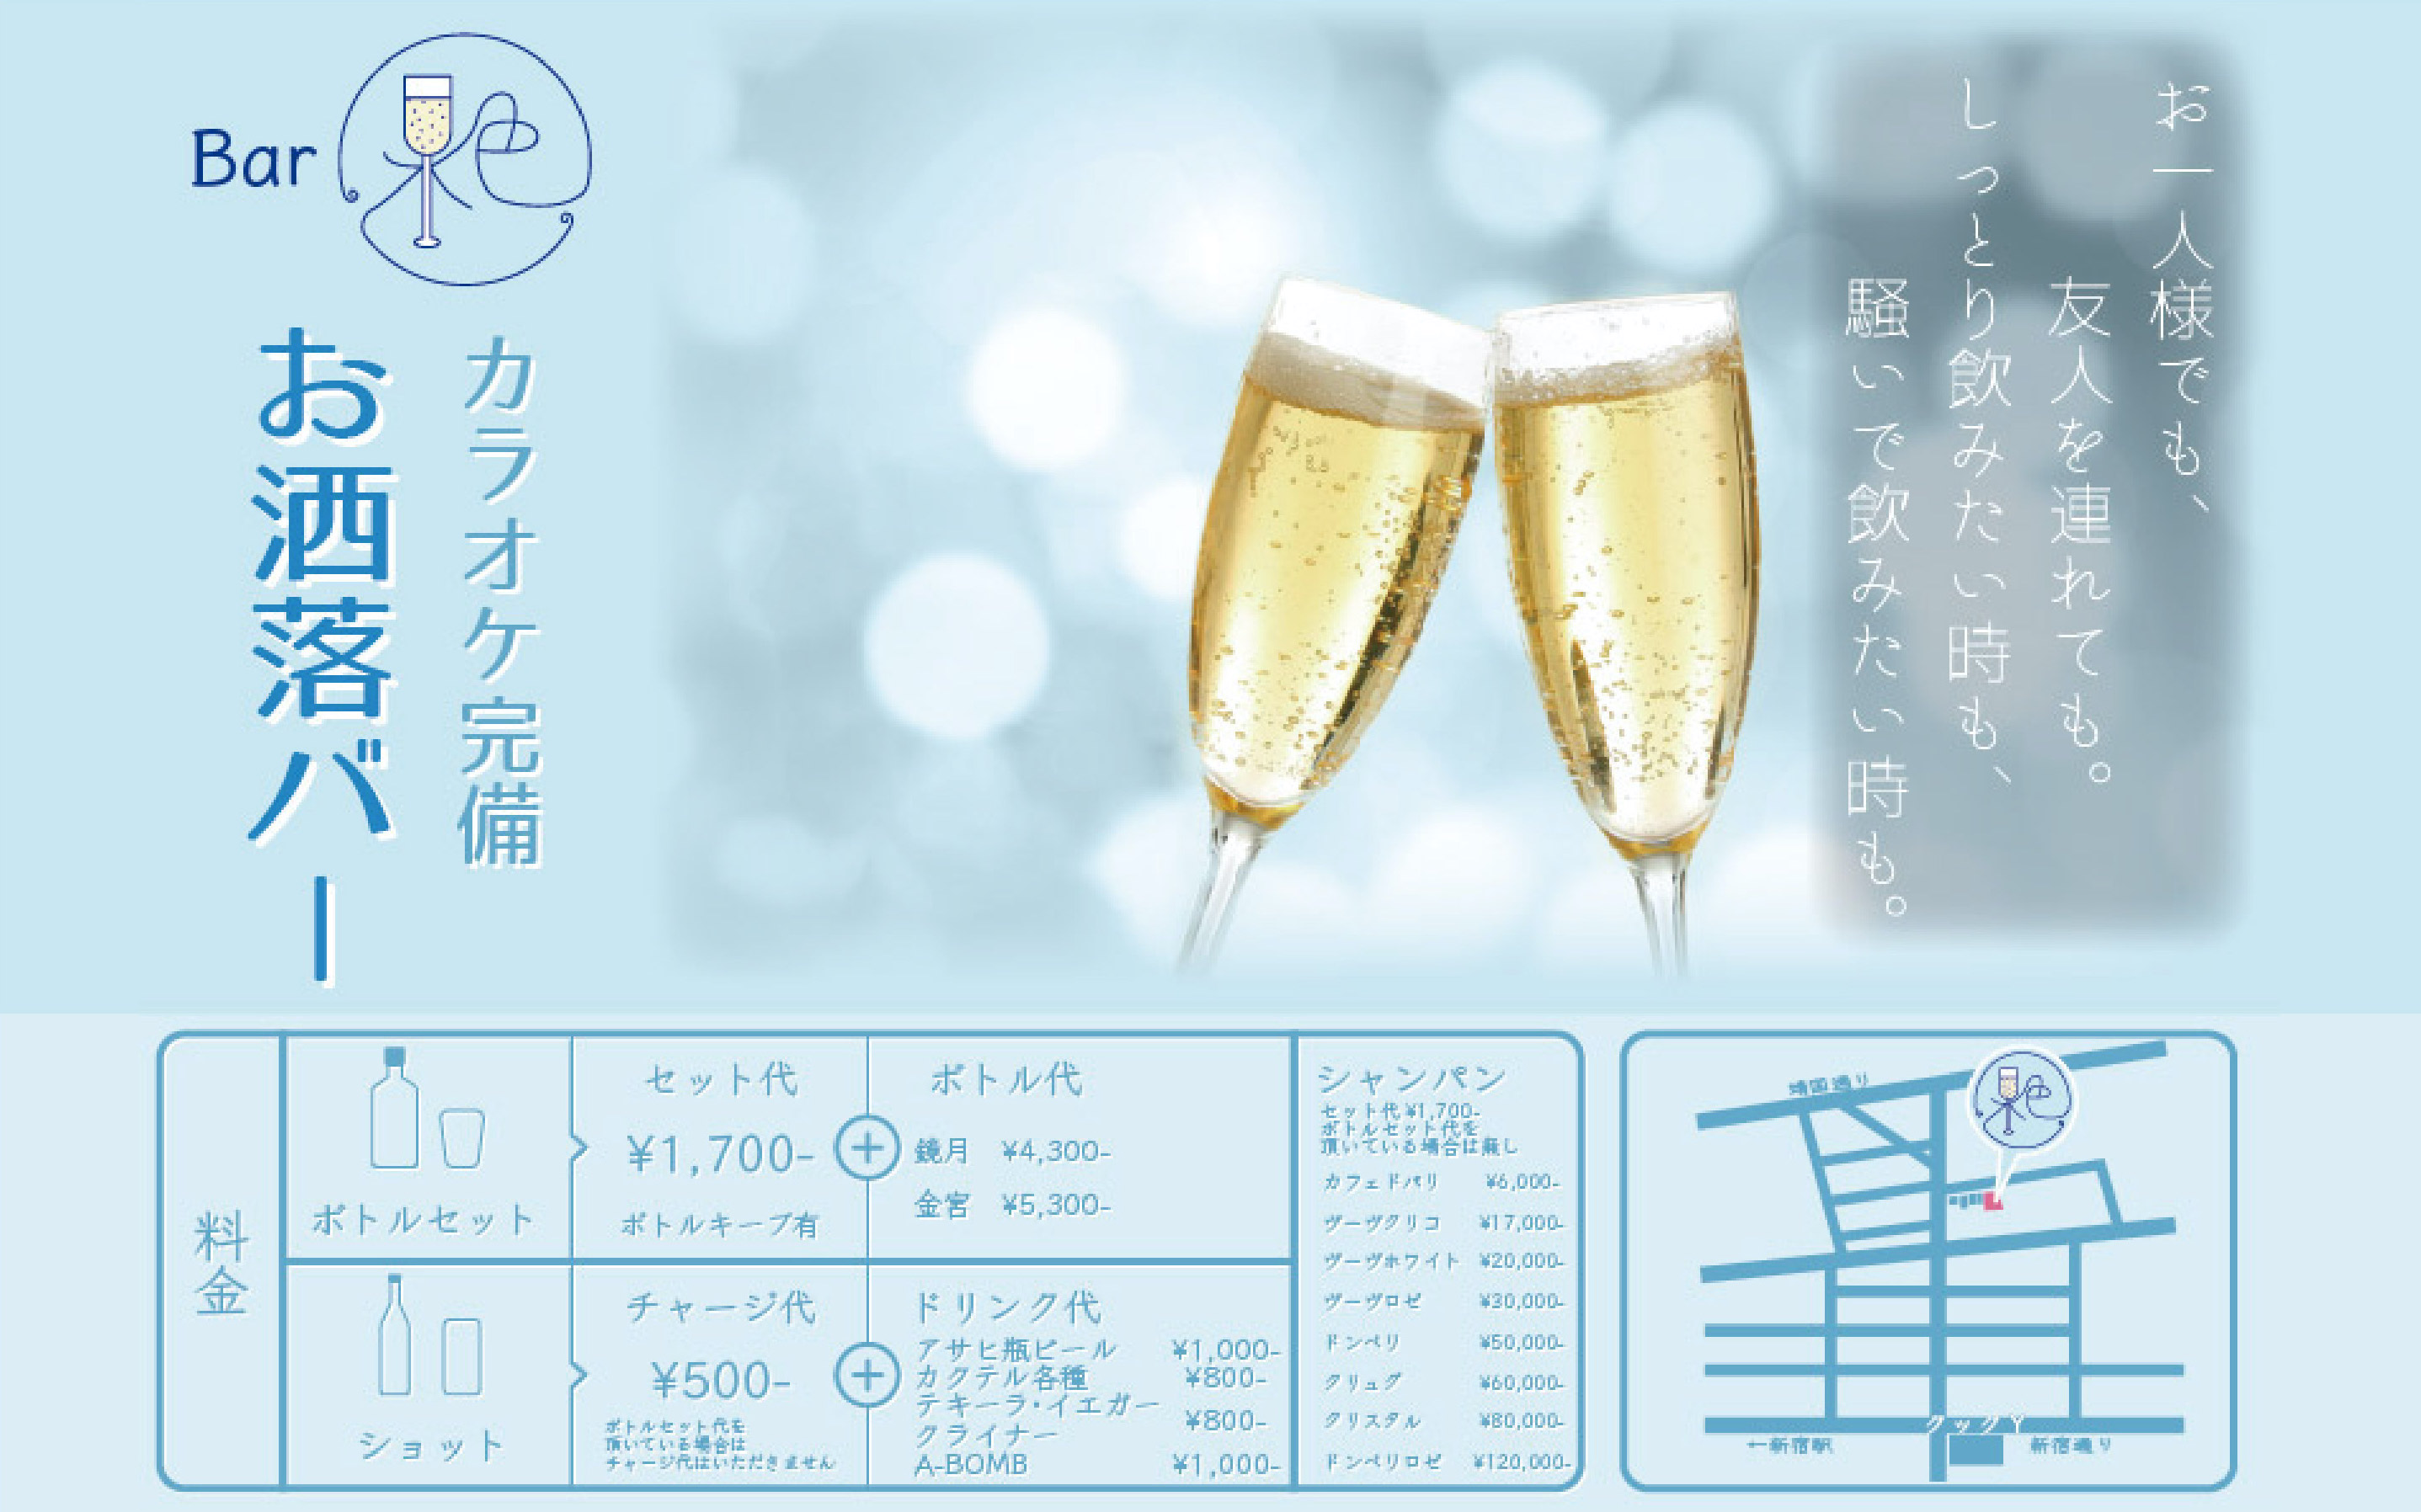 Bar
カラオケ完備
お洒落バー
お一人様でも、
友人を連れても。
しっとり飲みたい時も、
騒いで飲みたい時も。
料金
ボトルセット
セット代
¥1,700-
ボトルキープ有
+
ボトル代
鏡月 ¥4,300-
金宮 ¥5,300-
ショット
チャージ代
¥500-
ボトルセット代を
頂いている場合は
チャージ代はいただきません
+
ドリンク代
アサヒ瓶ビール ¥1,000-
カクテル各種 ¥800-
テキーラ・イエガー
クライナー ¥800-
A-BOMB ¥1,000-
シャンパン
セット代 ¥1,700-
ボトルセット代を
頂いている場合は無し
カフェドパリ ¥6,000-
ヴーヴクリコ ¥17,000-
ヴーヴホワイト ¥20,000-
ヴーヴロゼ ¥30,000-
ドンペリ ¥50,000-
クリュグ ¥60,000-
クリスタル ¥80,000-
ドンペリロゼ ¥120,000-
靖国通り
クックY
←新宿駅
新宿通り